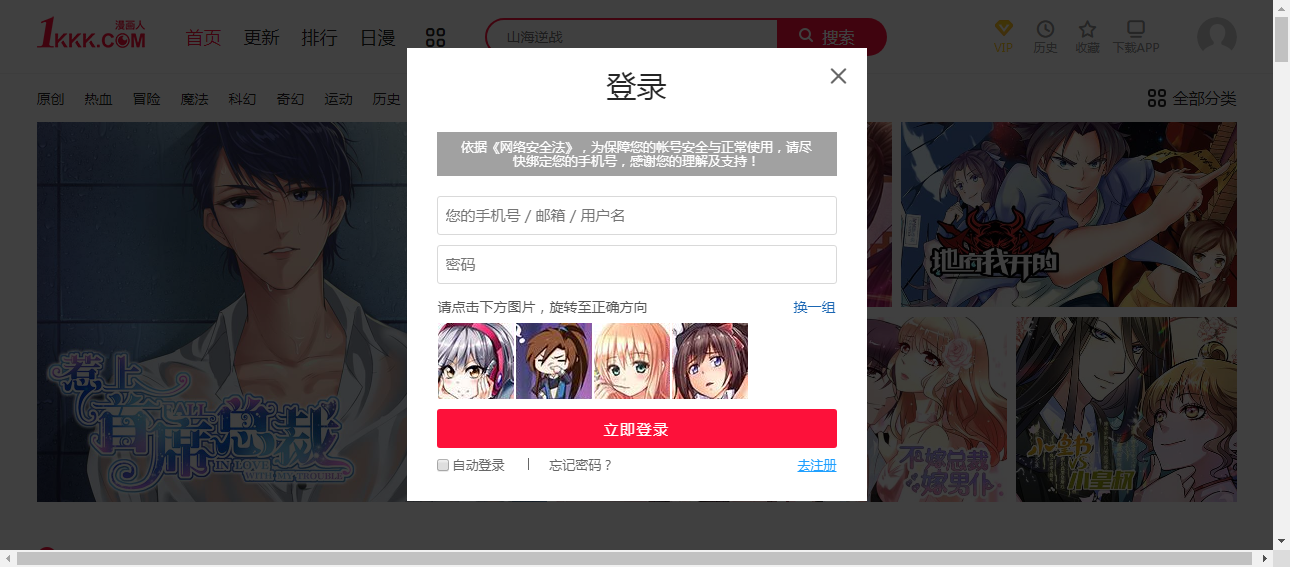 漫画人
1KKK.COM
首页 更新 排行 日漫
山海逆战
搜索
VIP 历史 收藏 下载APP
原创 热血 冒险 魔法 科幻 奇幻 运动 历史
全部分类
登录
依据《网络安全法》，为保障您的帐号安全与正常使用，请尽
快绑定您的手机号，感谢您的理解及支持！
您的手机号 / 邮箱 / 用户名
密码
请点击下方图片，旋转至正确方向
换一组
立即登录
自动登录 | 忘记密码？
去注册
惹上
首席总裁
CALL
IN LOVE
WITH MY TROUBLE
地府我开的
不嫁总裁
嫁男仆
小皇书
VS
小皇叔